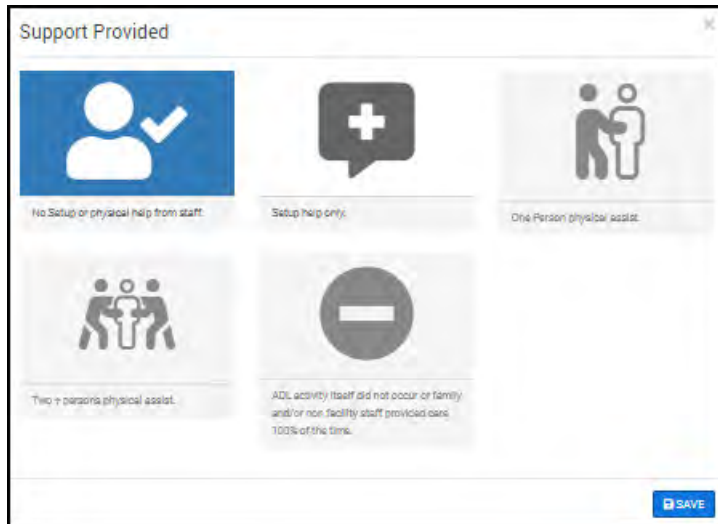 Support Provided
×
No Setup or physical help from staff.
Setup help only.
One Person physical assist.
Two + persons physical assist.
ADL activity itself did not occur or family
and/or non facility staff provided care
100% of the time.
SAVE